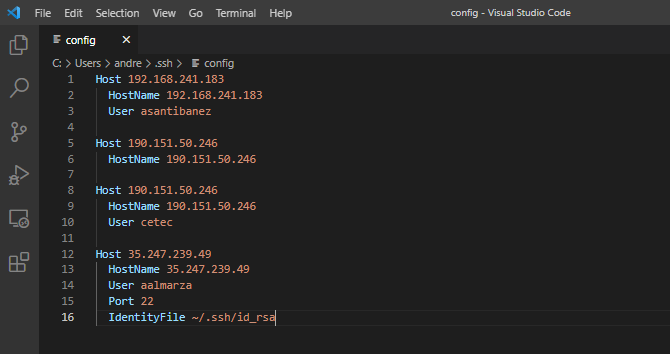 File Edit Selection View Go Terminal Help config - Visual Studio Code
config
C: > Users > andre > .ssh > config
1 Host 192.168.241.183
2 HostName 192.168.241.183
3 User asantibanez
4
5 Host 190.151.50.246
6 HostName 190.151.50.246
7
8 Host 190.151.50.246
9 HostName 190.151.50.246
10 User cetec
11
12 Host 35.247.239.49
13 HostName 35.247.239.49
14 User aalmarza
15 Port 22
16 IdentityFile ~/.ssh/id_rsa